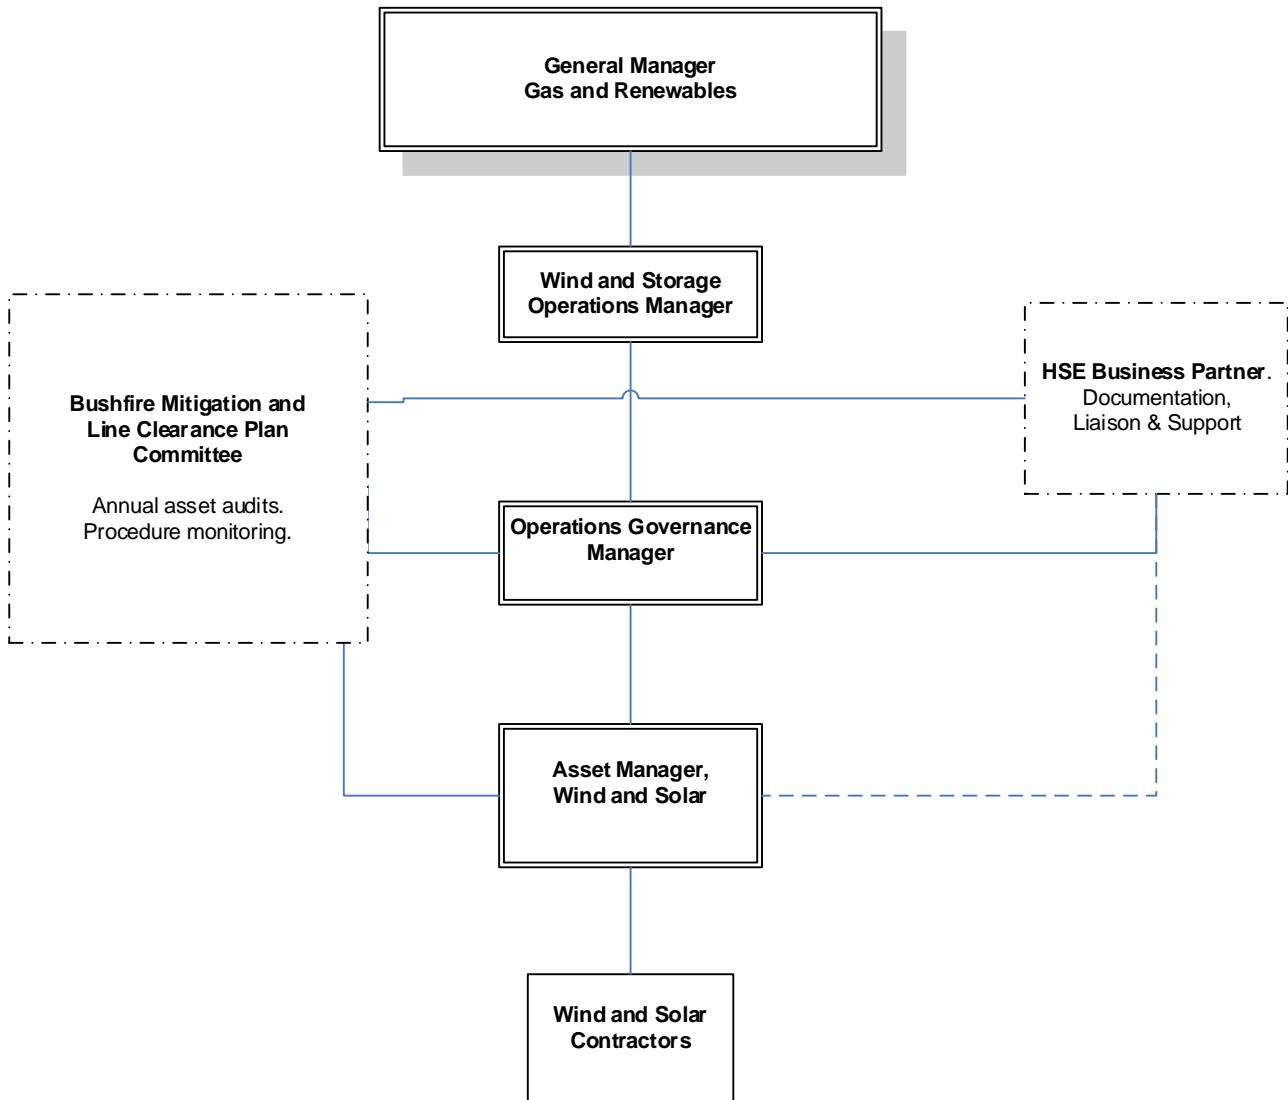 General Manager
Gas and Renewables
Wind and Storage
Operations Manager
Bushfire Mitigation and
Line Clearance Plan
Committee
Annual asset audits.
Procedure monitoring.
HSE Business Partner.
Documentation,
Liaison & Support
Operations Governance
Manager
Asset Manager,
Wind and Solar
Wind and Solar
Contractors